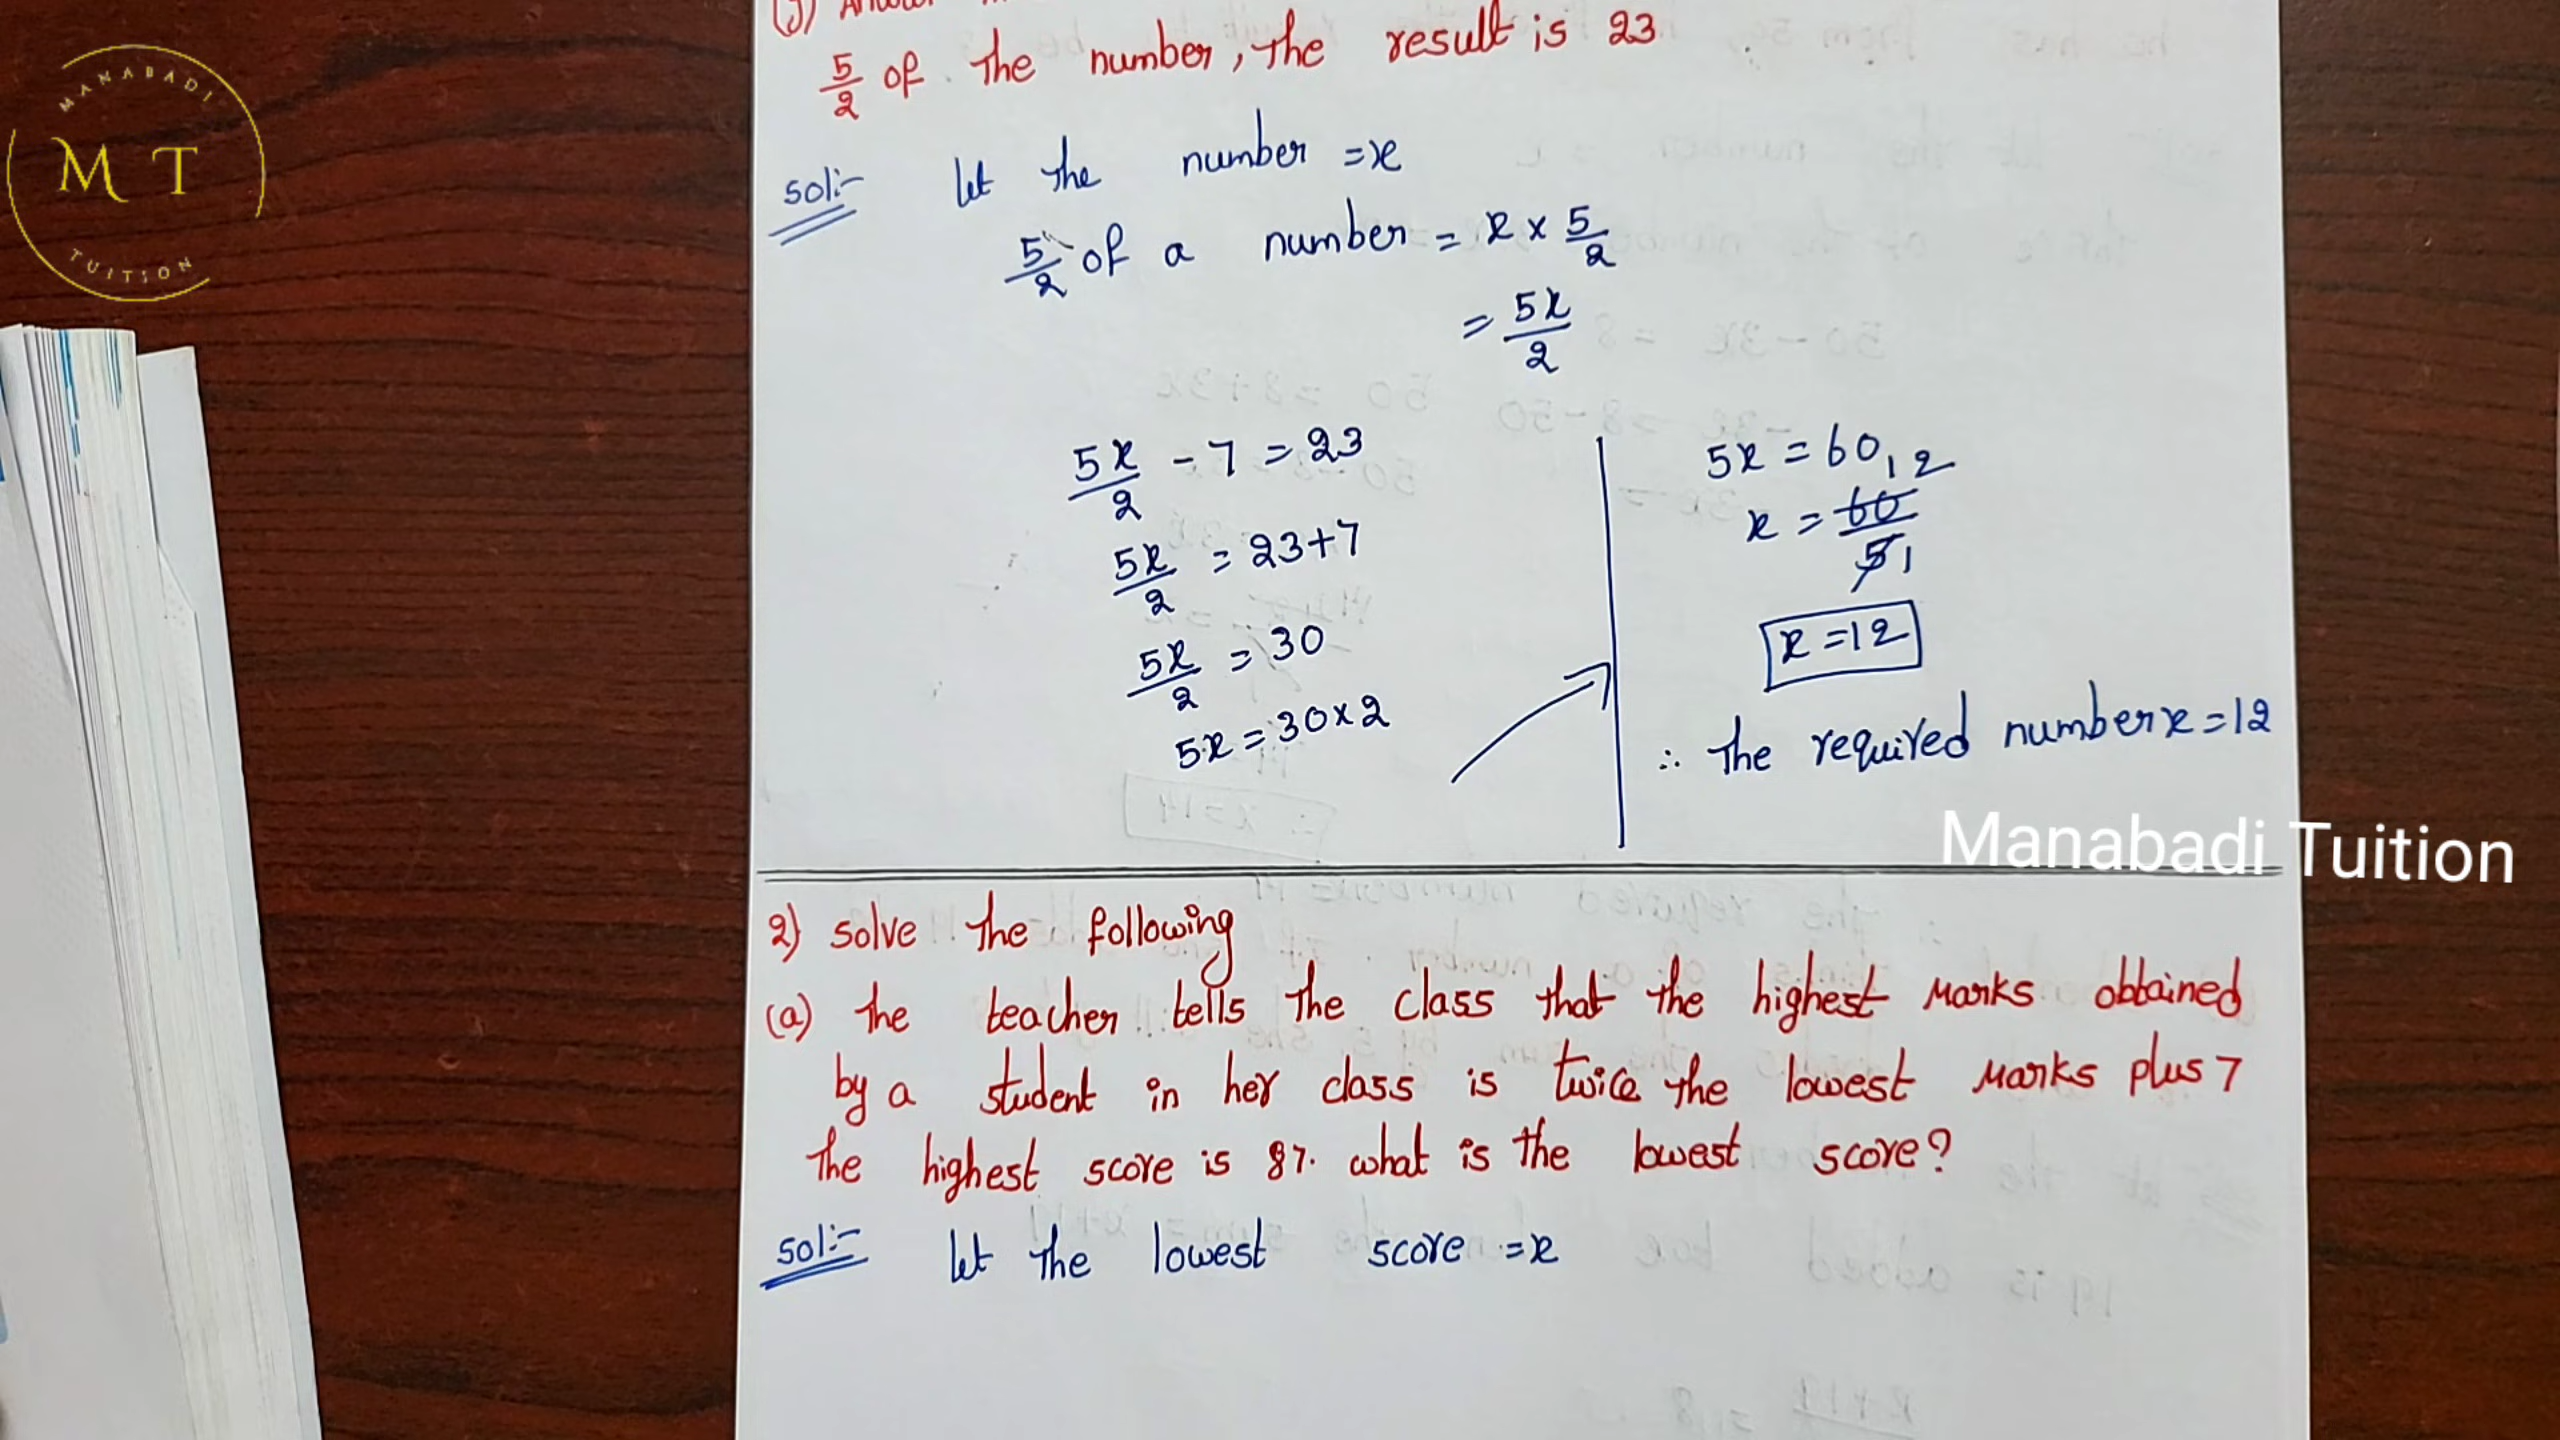 MANABADI
M T
TUITION
5/2 of the number, the result is 23
Sol:- let the number = x
5/2 of a number = x × 5/2
= 5x/2
5x/2 - 7 = 23
5x/2 = 23+7
5x/2 = 30
5x = 30×2
5x = 60
x = 60/5 12 1
x = 12
∴ The required number x = 12
Manabadi Tuition
2) solve the following
(a) the teacher tells the class that the highest marks obtained
by a student in her class is twice the lowest marks plus 7
The highest score is 87. what is the lowest score?
Sol:- let the lowest score = x